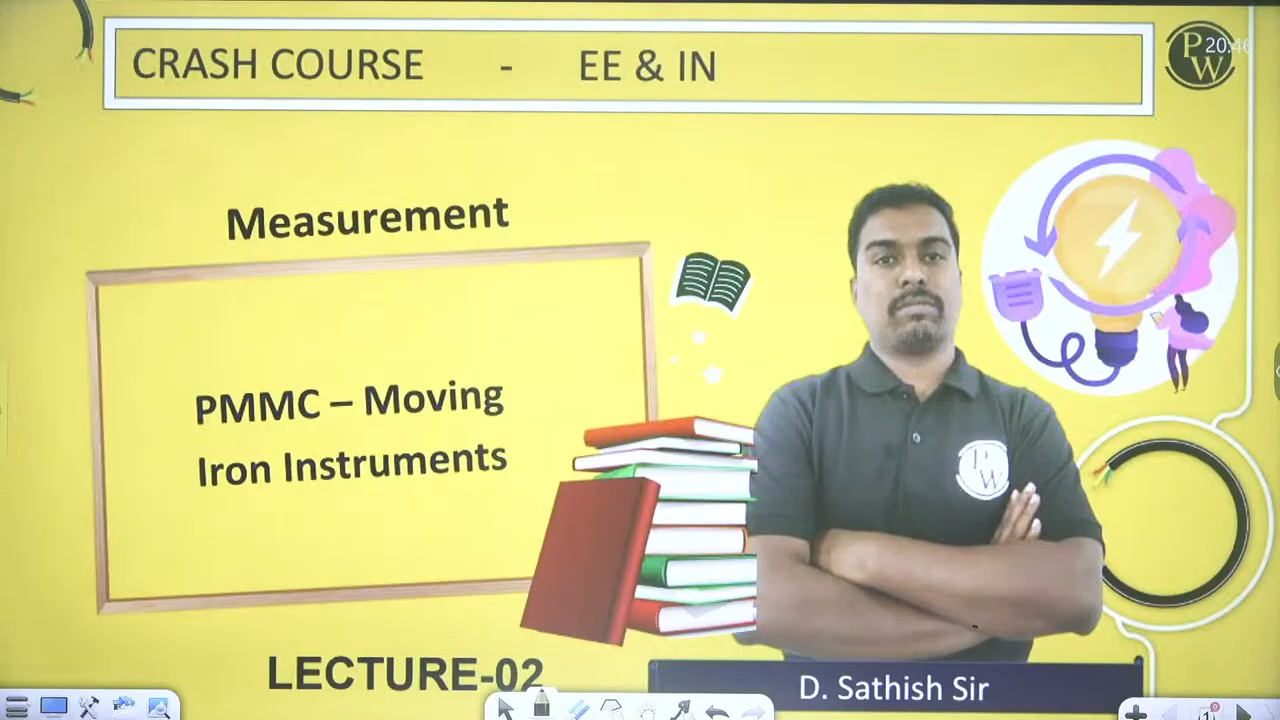 CRASH COURSE - EE & IN
PW
20:46
Measurement
PMMC – Moving
Iron Instruments
PW
LECTURE-02
D. Sathish Sir